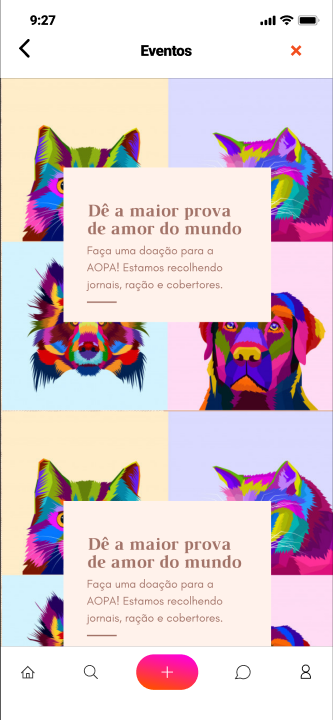 9:27
Eventos
Dê a maior prova
de amor do mundo
Faça uma doação para a
AOPA! Estamos recolhendo
jornais, ração e cobertores.
Dê a maior prova
de amor do mundo
Faça uma doação para a
AOPA! Estamos recolhendo
jornais, ração e cobertores.